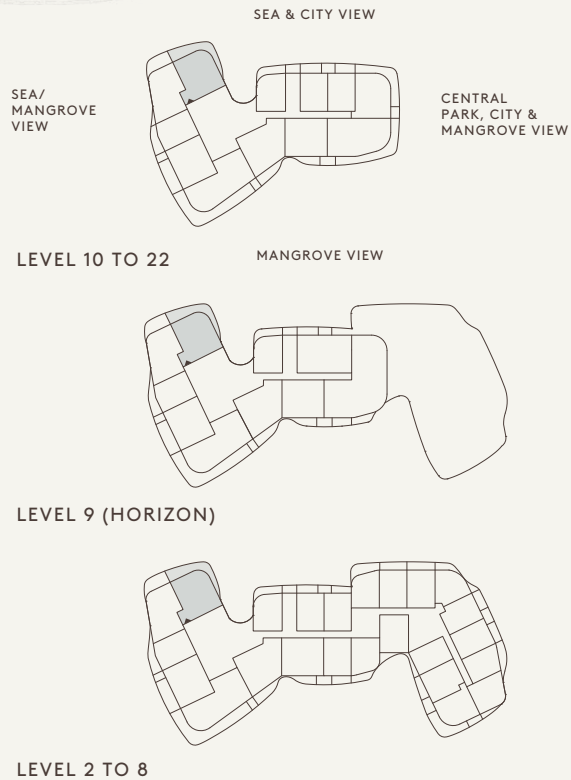 SEA & CITY VIEW
SEA/
MANGROVE
VIEW
CENTRAL
PARK, CITY &
MANGROVE VIEW
LEVEL 10 TO 22
MANGROVE VIEW
LEVEL 9 (HORIZON)
LEVEL 2 TO 8